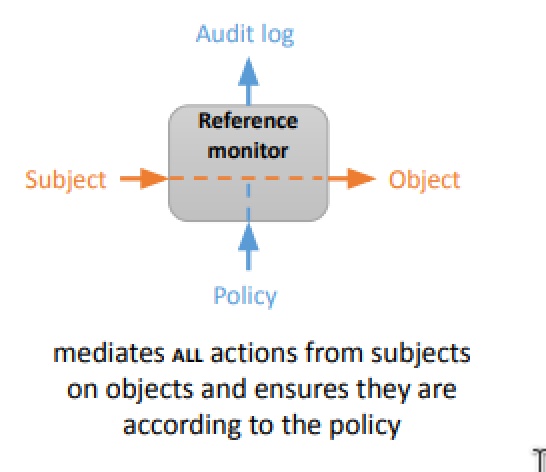 Audit log
Reference
monitor
Subject
Object
Policy
mediates ALL actions from subjects
on objects and ensures they are
according to the policy